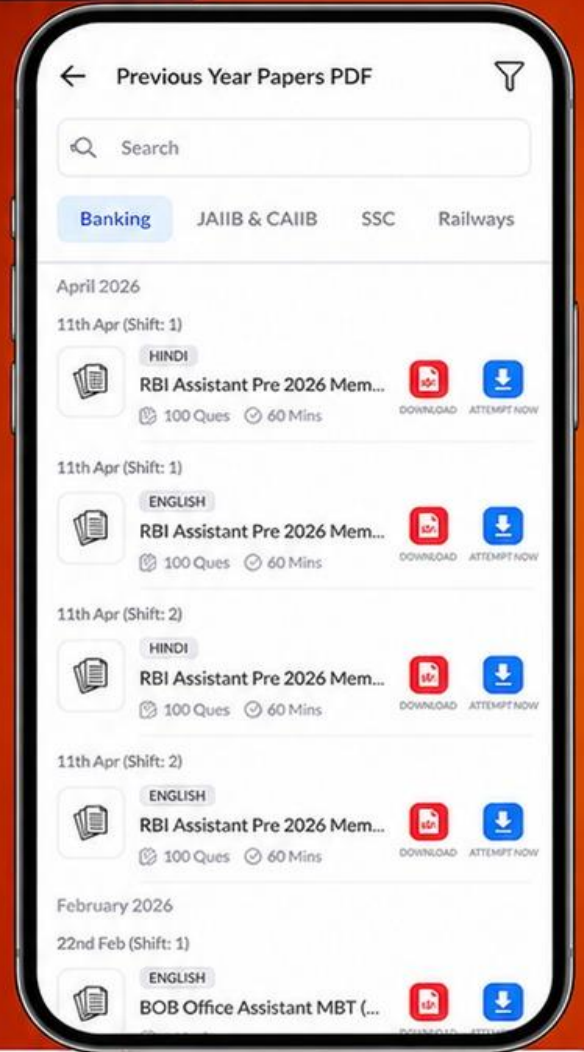 Previous Year Papers PDF
Search
Banking JAIIB & CAIIB SSC Railways
April 2026
11th Apr (Shift: 1)
HINDI
RBI Assistant Pre 2026 Mem...
100 Ques 60 Mins
DOWNLOAD ATTEMPT NOW
11th Apr (Shift: 1)
ENGLISH
RBI Assistant Pre 2026 Mem...
100 Ques 60 Mins
DOWNLOAD ATTEMPT NOW
11th Apr (Shift: 2)
HINDI
RBI Assistant Pre 2026 Mem...
100 Ques 60 Mins
DOWNLOAD ATTEMPT NOW
11th Apr (Shift: 2)
ENGLISH
RBI Assistant Pre 2026 Mem...
100 Ques 60 Mins
DOWNLOAD ATTEMPT NOW
February 2026
22nd Feb (Shift: 1)
ENGLISH
BOB Office Assistant MBT (...